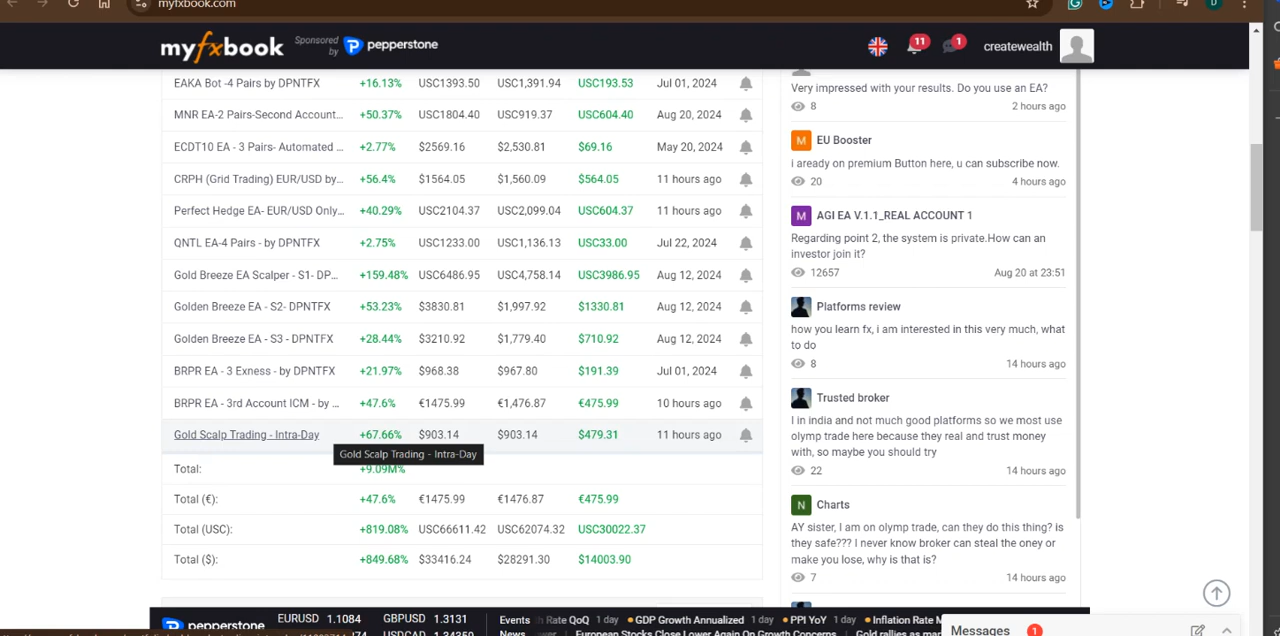 myfxbook.com
myfxbook Sponsored by pepperstone
11 1 createwealth
EAKA Bot -4 Pairs by DPNTFX +16.13% USC1393.50 USC1,391.94 USC193.53 Jul 01, 2024
MNR EA-2 Pairs-Second Account... +50.37% USC1804.40 USC919.37 USC604.40 Aug 20, 2024
ECDT10 EA - 3 Pairs- Automated ... +2.77% $2569.16 $2,530.81 $69.16 May 20, 2024
CRPH (Grid Trading) EUR/USD by... +56.4% $1564.05 $1,560.09 $564.05 11 hours ago
Perfect Hedge EA- EUR/USD Only... +40.29% USC2104.37 USC2,099.04 USC604.37 11 hours ago
QNTL EA-4 Pairs - by DPNTFX +2.75% USC1233.00 USC1,136.13 USC33.00 Jul 22, 2024
Gold Breeze EA Scalper - S1- DP... +159.48% USC6486.95 USC4,758.14 USC3986.95 Aug 12, 2024
Golden Breeze EA - S2- DPNTFX +53.23% $3830.81 $1,997.92 $1330.81 Aug 12, 2024
Golden Breeze EA - S3 - DPNTFX +28.44% $3210.92 $1,779.40 $710.92 Aug 12, 2024
BRPR EA - 3 Exness - by DPNTFX +21.97% $968.38 $967.80 $191.39 Jul 01, 2024
BRPR EA - 3rd Account ICM - by ... +47.6% €1475.99 €1,476.87 €475.99 10 hours ago
Gold Scalp Trading - Intra-Day +67.66% $903.14 $903.14 $479.31 11 hours ago
Gold Scalp Trading - Intra-Day
Total: +9.09M%
Total (€): +47.6% €1475.99 €1476.87 €475.99
Total (USC): +819.08% USC66611.42 USC62074.32 USC30022.37
Total ($): +849.68% $33416.24 $28291.30 $14003.90
Very impressed with your results. Do you use an EA?
8 2 hours ago
M EU Booster
i aready on premium Button here, u can subscribe now.
20 4 hours ago
M AGI EA V.1.1_REAL ACCOUNT 1
Regarding point 2, the system is private.How can an
investor join it?
12657 Aug 20 at 23:51
Platforms review
how you learn fx, i am interested in this very much, what
to do
8 14 hours ago
Trusted broker
I in india and not much good platforms so we most use
olymp trade here because they real and trust money
with, so maybe you should try
22 14 hours ago
N Charts
AY sister, I am on olymp trade, can they do this thing? is
they safe??? I never know broker can steal the oney or
make you lose, why is that is?
7 14 hours ago
pepperstone EURUSD 1.1084 GBPUSD 1.3131 Events Rate QoQ 1 day GDP Growth Annualized 1 day PPI YoY 1 day Inflation Rate M
USDCAD 1.34359 News European Stocks Close Lower Again On Growth Concerns Gold rallies as mar
Messages 1